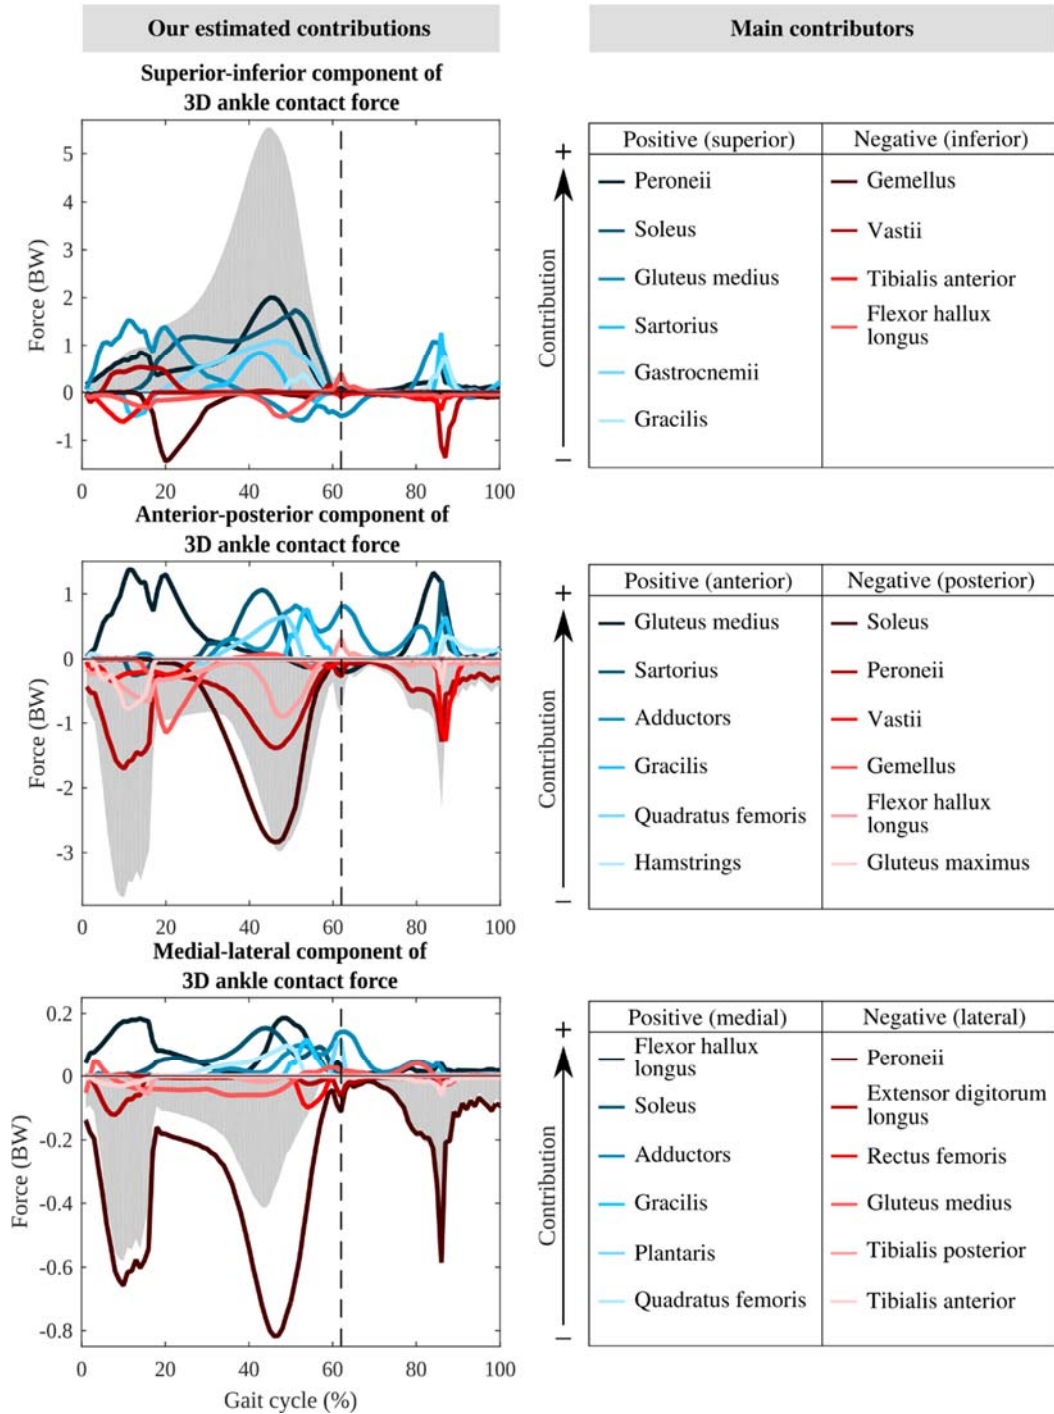 Our estimated contributions
Main contributors
Superior-inferior component of
3D ankle contact force
5
4
3
2
1
0
-1
Force (BW)
0 20 40 60 80 100
+
Contribution
–
Positive (superior) Negative (inferior)
Peroneii Gemellus
Soleus Vastii
Gluteus medius Tibialis anterior
Sartorius Flexor hallux
longus
Gastrocnemii
Gracilis
Anterior-posterior component of
3D ankle contact force
1
0
-1
-2
-3
Force (BW)
0 20 40 60 80 100
+
Contribution
–
Positive (anterior) Negative (posterior)
Gluteus medius Soleus
Sartorius Peroneii
Adductors Vastii
Gracilis Gemellus
Quadratus femoris Flexor hallux
longus
Hamstrings Gluteus maximus
Medial-lateral component of
3D ankle contact force
0.2
0
-0.2
-0.4
-0.6
-0.8
Force (BW)
0 20 40 60 80 100
Gait cycle (%)
+
Contribution
–
Positive (medial) Negative (lateral)
Flexor hallux
longus Peroneii
Soleus Extensor digitorum
longus
Adductors Rectus femoris
Gracilis Gluteus medius
Plantaris Tibialis posterior
Quadratus femoris Tibialis anterior